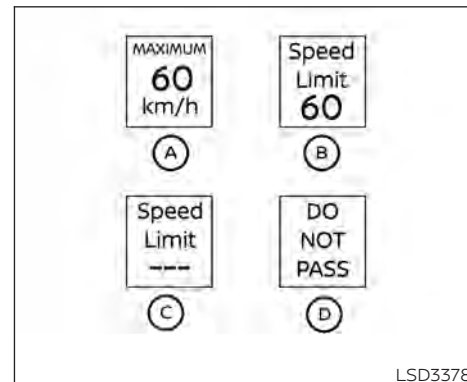 MAXIMUM
60
km/h
A
Speed
Limit
60
B
Speed
Limit
---
C
DO
NOT
PASS
D
LSD3378